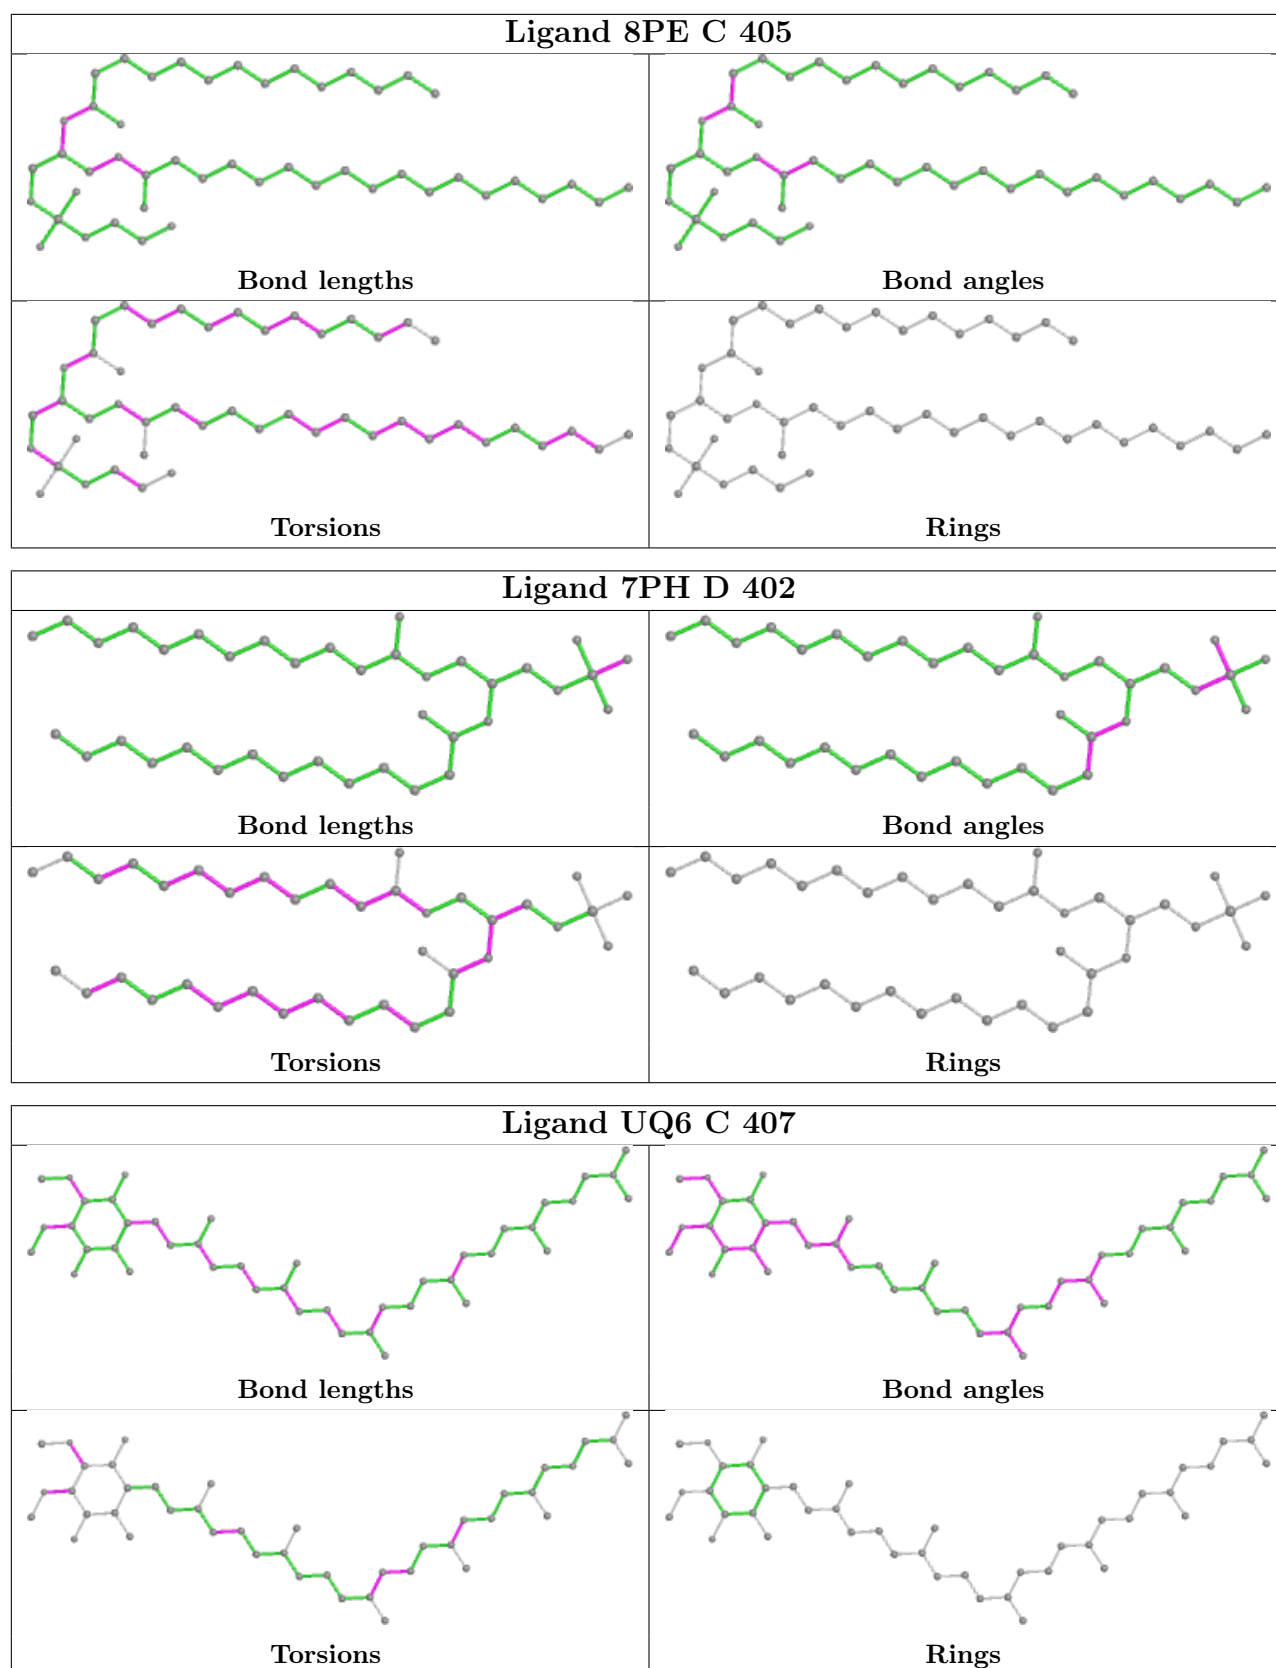 Ligand 8PE C 405
Bond lengths
Bond angles
Torsions
Rings
Ligand 7PH D 402
Bond lengths
Bond angles
Torsions
Rings
Ligand UQ6 C 407
Bond lengths
Bond angles
Torsions
Rings